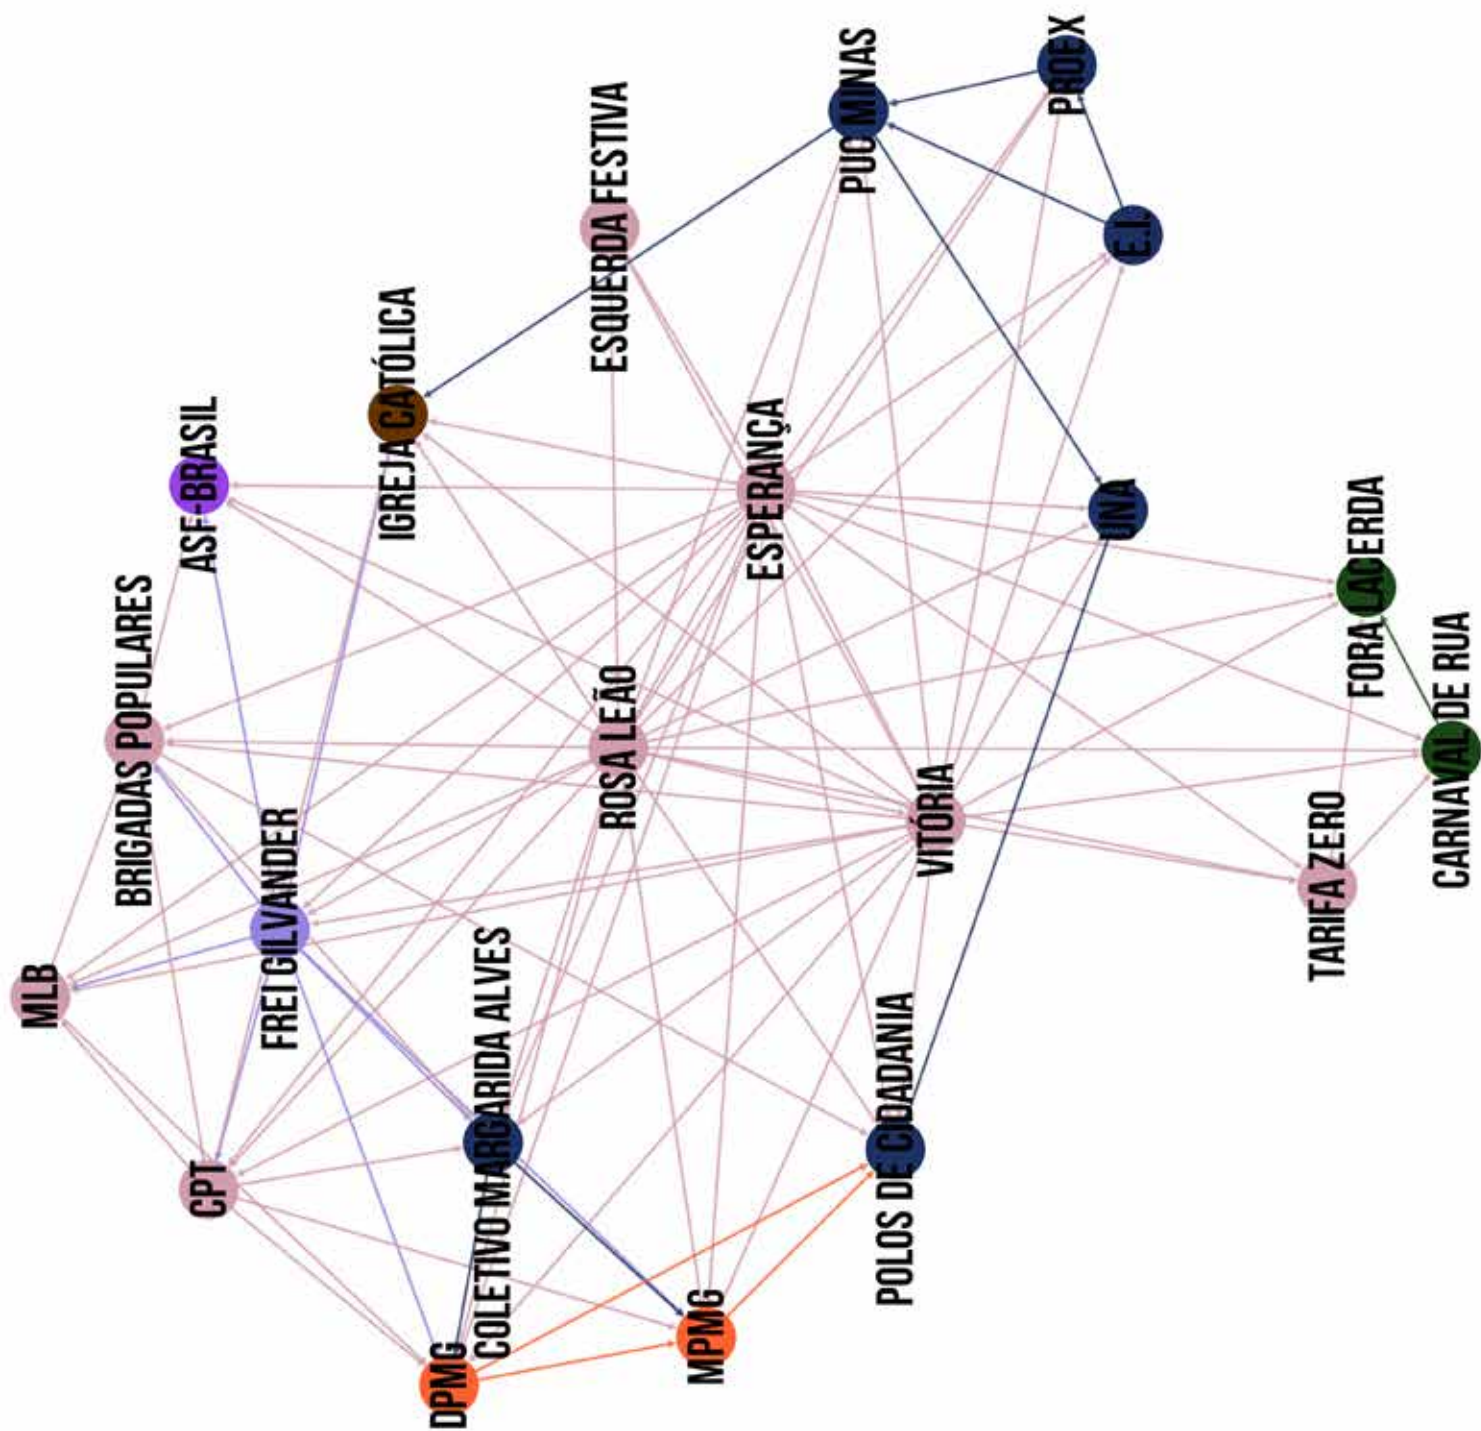 MLB
BRIGADAS POPULARES
ASF-BRASIL
CPT
FREI GILVANDER
IGREJA CATÓLICA
DPMG
COLETIVO MARGARIDA ALVES
ROSA LEÃO
ESQUERDA FESTIVA
MPMG
ESPERANÇA
PUC MINAS
POLOS DE CIDADANIA
VITÓRIA
PROEX
UNA
E.I.
TARIFA ZERO
FORA LACERDA
CARNAVAL DE RUA